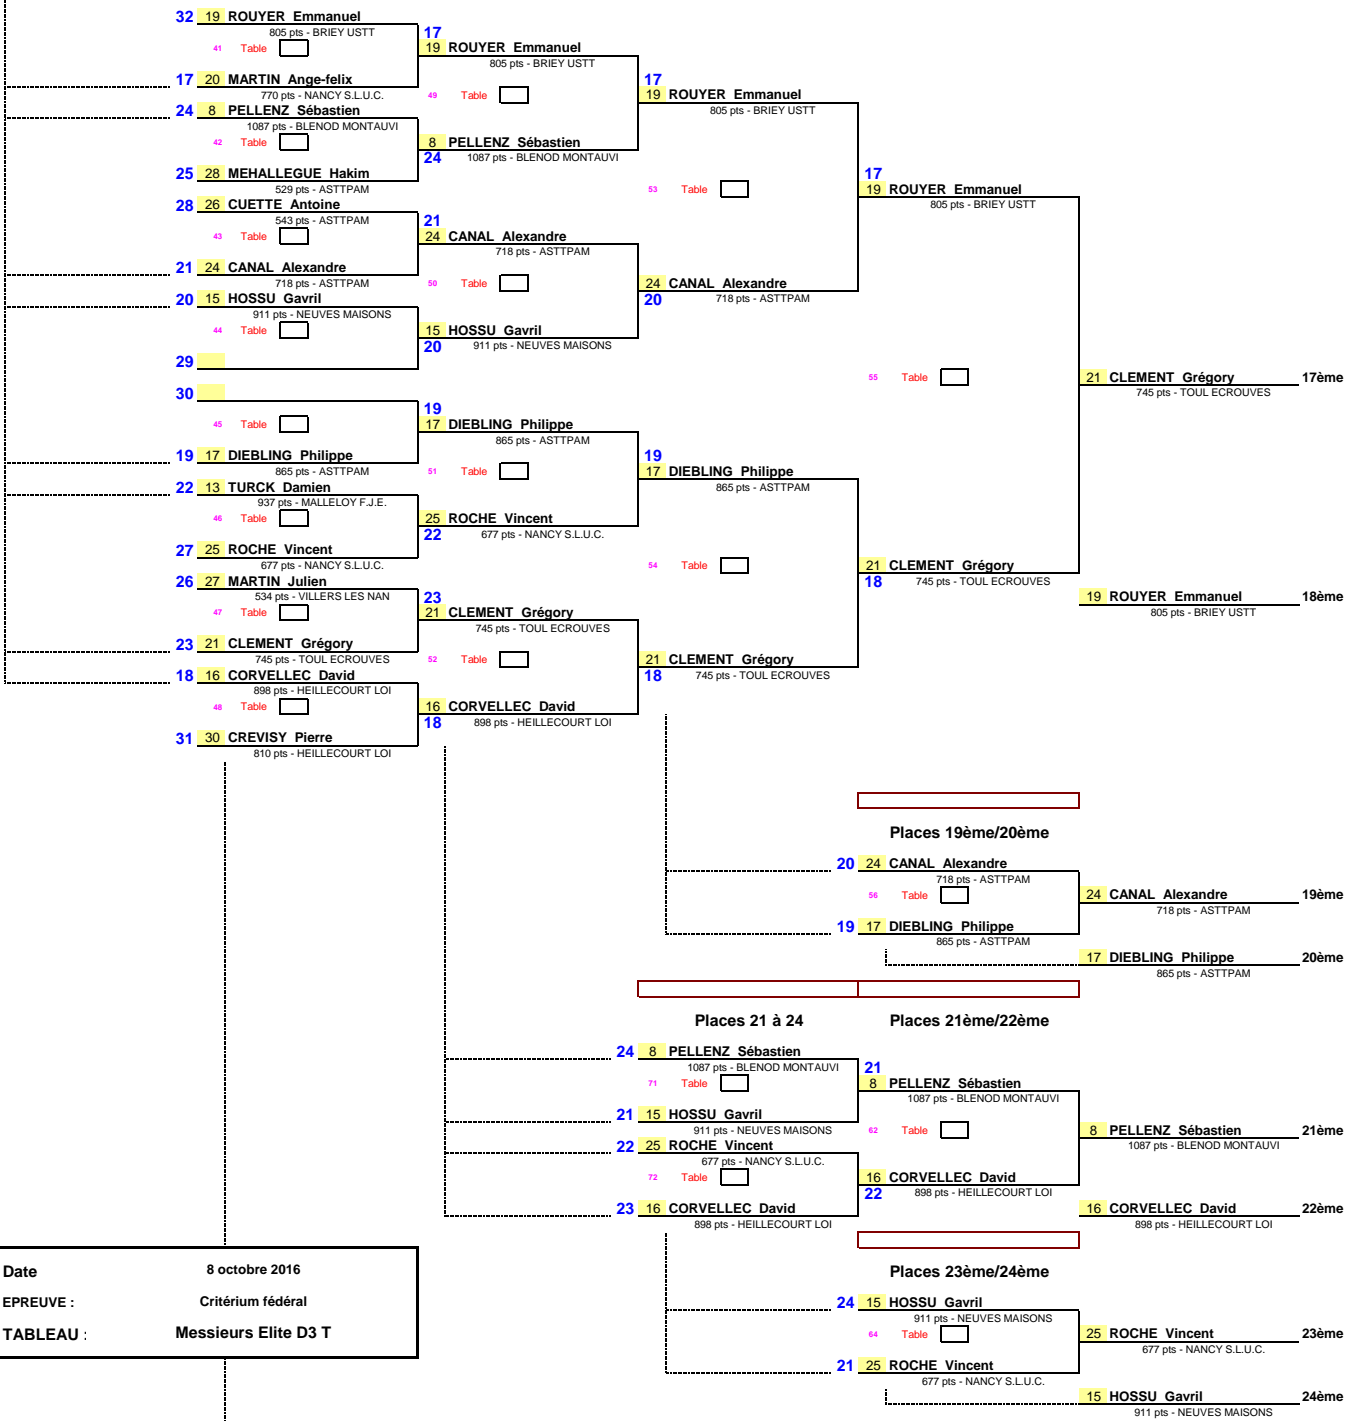 32 19 ROUYER Emmanuel
805 pts - BRIEY USTT
17
41 Table
19 ROUYER Emmanuel
805 pts - BRIEY USTT
17 20 MARTIN Ange-felix
770 pts - NANCY S.L.U.C.
17
49 Table
19 ROUYER Emmanuel
805 pts - BRIEY USTT
24 8 PELLENZ Sébastien
1087 pts - BLENOD MONTAUVI
42 Table
8 PELLENZ Sébastien
24 1087 pts - BLENOD MONTAUVI
25 28 MEHALLEGUE Hakim
529 pts - ASTTPAM
17
53 Table
19 ROUYER Emmanuel
805 pts - BRIEY USTT
28 26 CUETTE Antoine
543 pts - ASTTPAM
21
43 Table
24 CANAL Alexandre
718 pts - ASTTPAM
21 24 CANAL Alexandre
718 pts - ASTTPAM
50 Table
24 CANAL Alexandre
20 718 pts - ASTTPAM
20 15 HOSSU Gavril
911 pts - NEUVES MAISONS
44 Table
15 HOSSU Gavril
20 911 pts - NEUVES MAISONS
29
55 Table
21 CLEMENT Grégory 17ème
745 pts - TOUL ECROUVES
30
19
45 Table
17 DIEBLING Philippe
865 pts - ASTTPAM
19 17 DIEBLING Philippe
865 pts - ASTTPAM
19
51 Table
17 DIEBLING Philippe
865 pts - ASTTPAM
22 13 TURCK Damien
937 pts - MALLELOY F.J.E.
46 Table
25 ROCHE Vincent
22 677 pts - NANCY S.L.U.C.
27 25 ROCHE Vincent
677 pts - NANCY S.L.U.C.
54 Table
21 CLEMENT Grégory
18 745 pts - TOUL ECROUVES
26 27 MARTIN Julien
534 pts - VILLERS LES NAN
23
19 ROUYER Emmanuel 18ème
805 pts - BRIEY USTT
47 Table
21 CLEMENT Grégory
745 pts - TOUL ECROUVES
23 21 CLEMENT Grégory
745 pts - TOUL ECROUVES
52 Table
21 CLEMENT Grégory
18 745 pts - TOUL ECROUVES
18 16 CORVELLEC David
898 pts - HEILLECOURT LOI
48 Table
16 CORVELLEC David
18 898 pts - HEILLECOURT LOI
31 30 CREVISY Pierre
810 pts - HEILLECOURT LOI
Places 19ème/20ème
20 24 CANAL Alexandre
718 pts - ASTTPAM
56 Table
24 CANAL Alexandre 19ème
718 pts - ASTTPAM
19 17 DIEBLING Philippe
865 pts - ASTTPAM
17 DIEBLING Philippe 20ème
865 pts - ASTTPAM
Places 21 à 24 Places 21ème/22ème
24 8 PELLENZ Sébastien
1087 pts - BLENOD MONTAUVI
21
71 Table
8 PELLENZ Sébastien
1087 pts - BLENOD MONTAUVI
21 15 HOSSU Gavril
911 pts - NEUVES MAISONS
62 Table
8 PELLENZ Sébastien 21ème
1087 pts - BLENOD MONTAUVI
22 25 ROCHE Vincent
677 pts - NANCY S.L.U.C.
72 Table
16 CORVELLEC David
22 898 pts - HEILLECOURT LOI
23 16 CORVELLEC David
898 pts - HEILLECOURT LOI
16 CORVELLEC David 22ème
898 pts - HEILLECOURT LOI
Places 23ème/24ème
24 15 HOSSU Gavril
911 pts - NEUVES MAISONS
64 Table
25 ROCHE Vincent 23ème
677 pts - NANCY S.L.U.C.
21 25 ROCHE Vincent
677 pts - NANCY S.L.U.C.
15 HOSSU Gavril 24ème
911 pts - NEUVES MAISONS
Date 8 octobre 2016
EPREUVE : Critérium fédéral
TABLEAU : Messieurs Elite D3 T